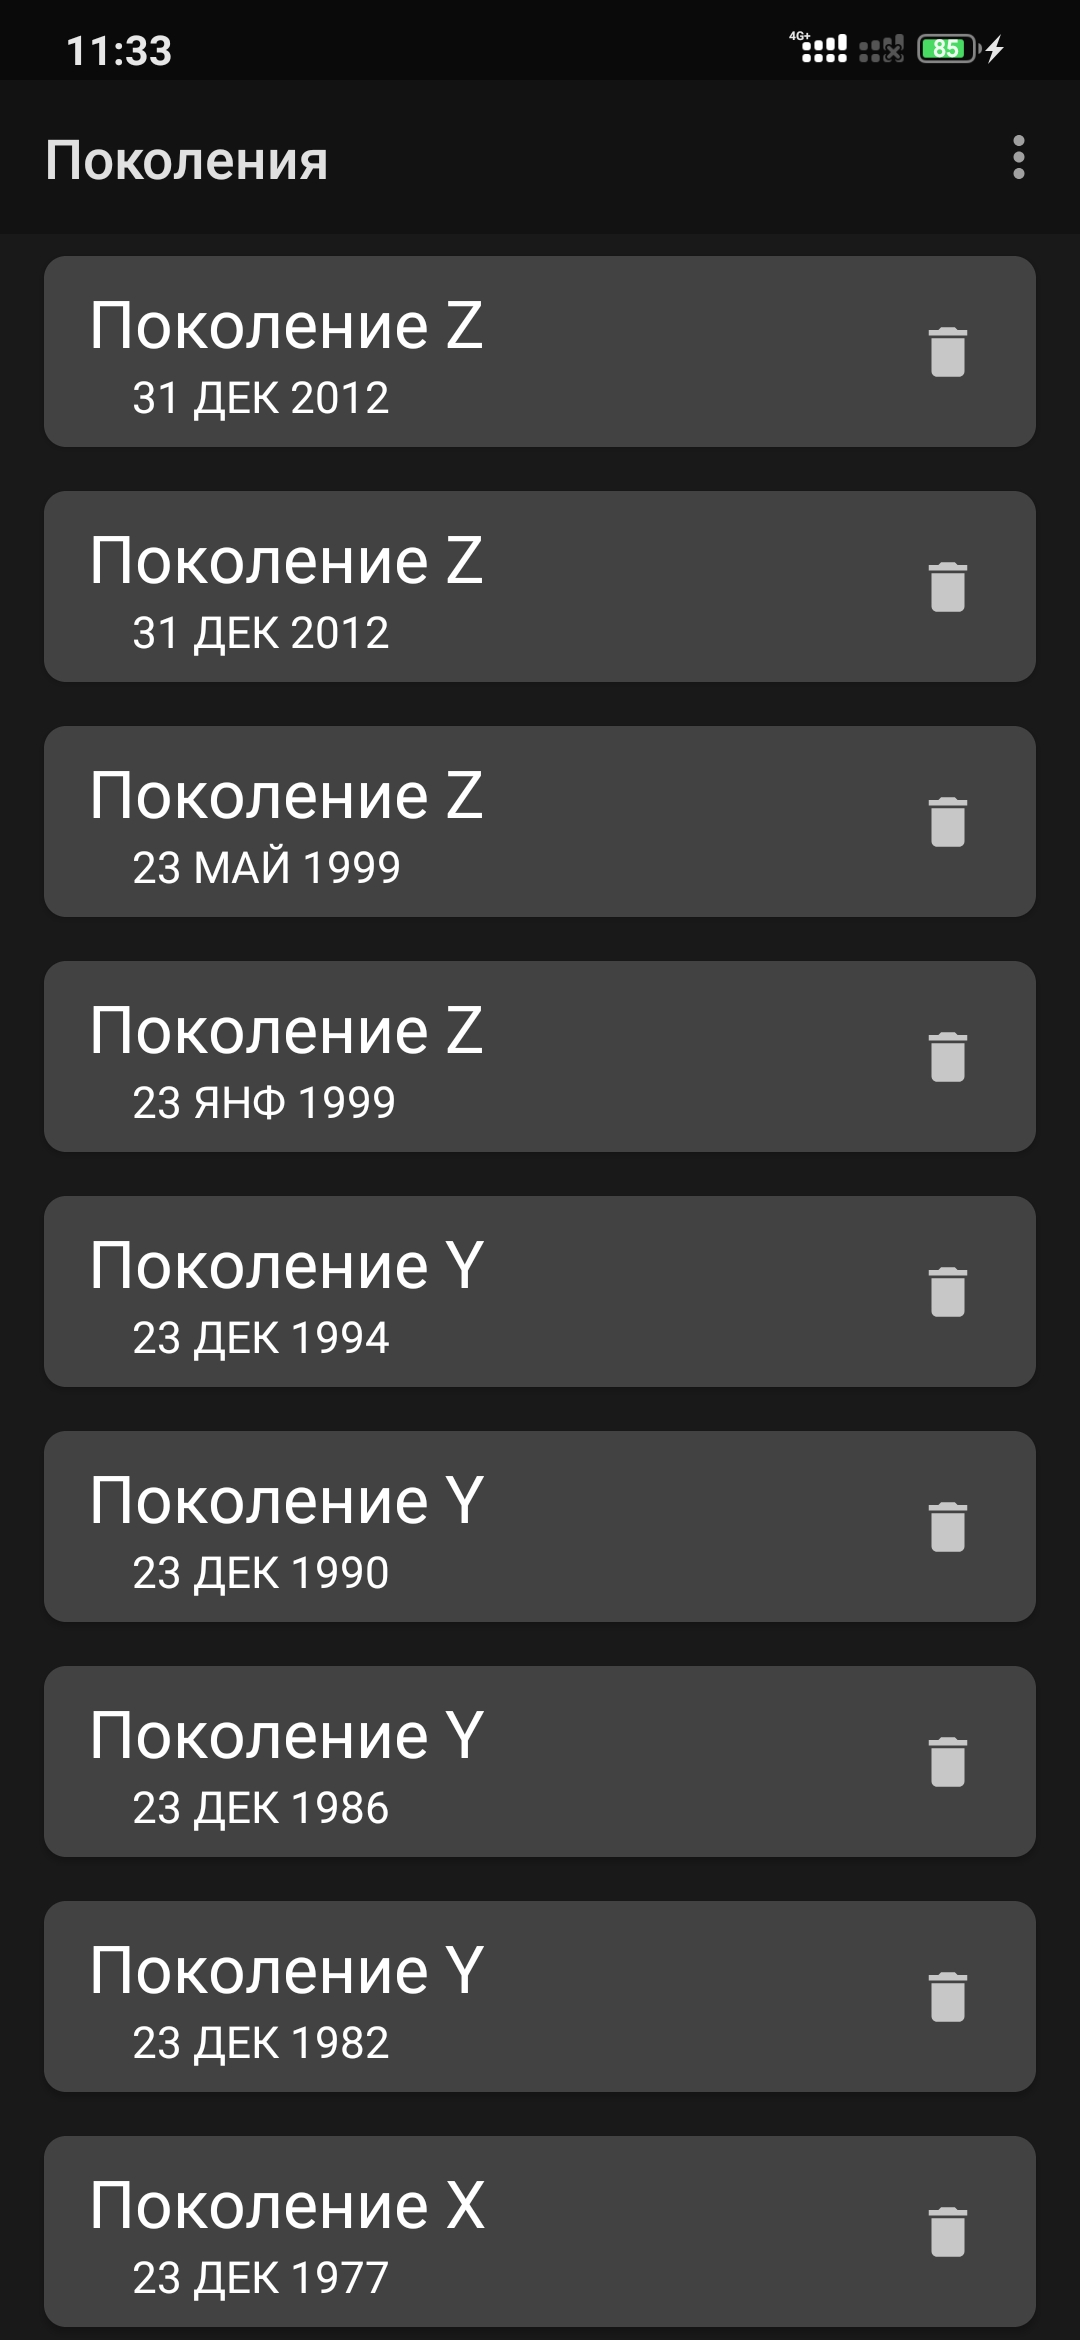 11:33
4G+
85
Поколения
Поколение Z
31 ДЕК 2012
Поколение Z
31 ДЕК 2012
Поколение Z
23 МАЙ 1999
Поколение Z
23 ЯНФ 1999
Поколение Y
23 ДЕК 1994
Поколение Y
23 ДЕК 1990
Поколение Y
23 ДЕК 1986
Поколение Y
23 ДЕК 1982
Поколение X
23 ДЕК 1977